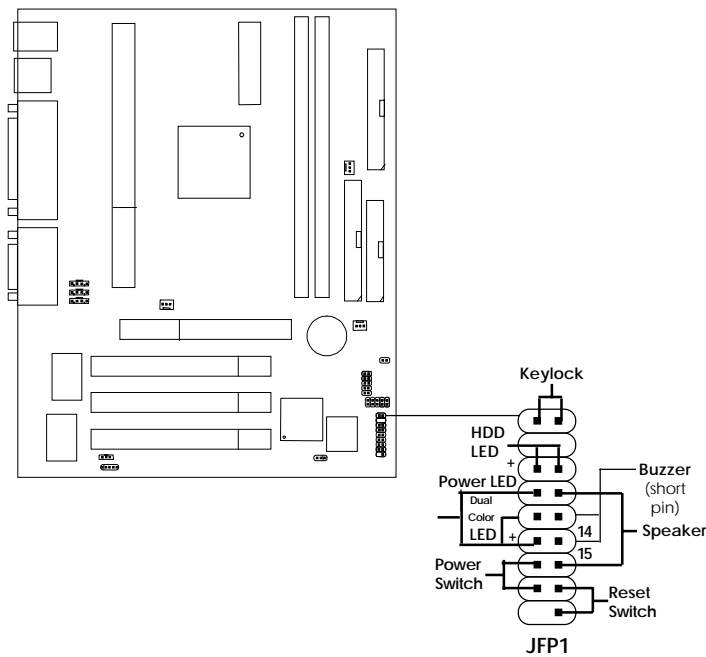 Keylock
HDD
LED
+
Power LED
Dual
Color
LED
+
14
15
Buzzer
(short
pin)
Speaker
Power
Switch
Reset
Switch
JFP1